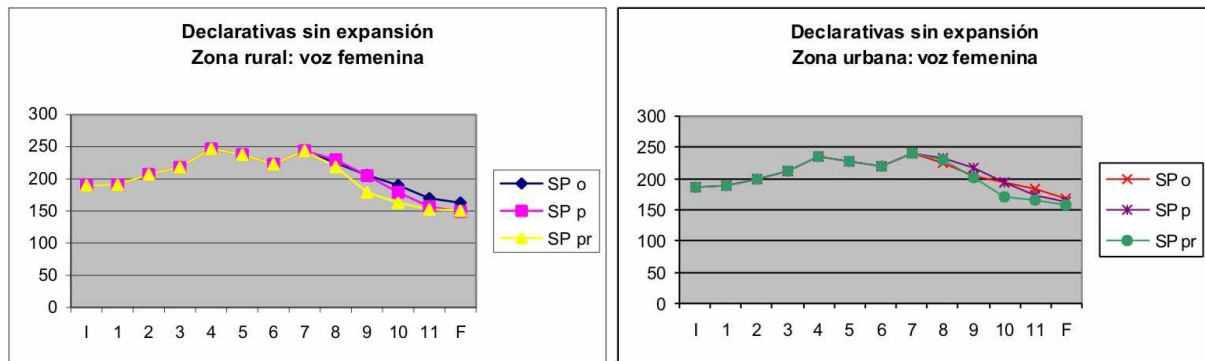 Declarativas sin expansión
Zona rural: voz femenina
300
250
200
150
100
50
0
I 1 2 3 4 5 6 7 8 9 10 11 F
SP o
SP p
SP pr
Declarativas sin expansión
Zona urbana: voz femenina
300
250
200
150
100
50
0
I 1 2 3 4 5 6 7 8 9 10 11 F
SP o
SP p
SP pr